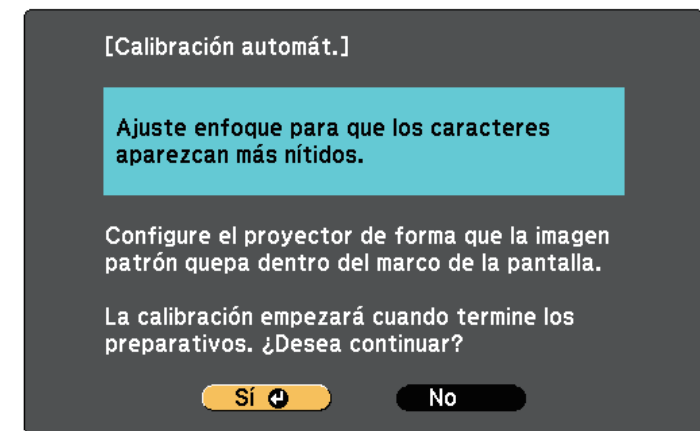 [Calibración automát.]
Ajuste enfoque para que los caracteres
aparezcan más nítidos.
Configure el proyector de forma que la imagen
patrón quepa dentro del marco de la pantalla.
La calibración empezará cuando termine los
preparativos. ¿Desea continuar?
Sí No